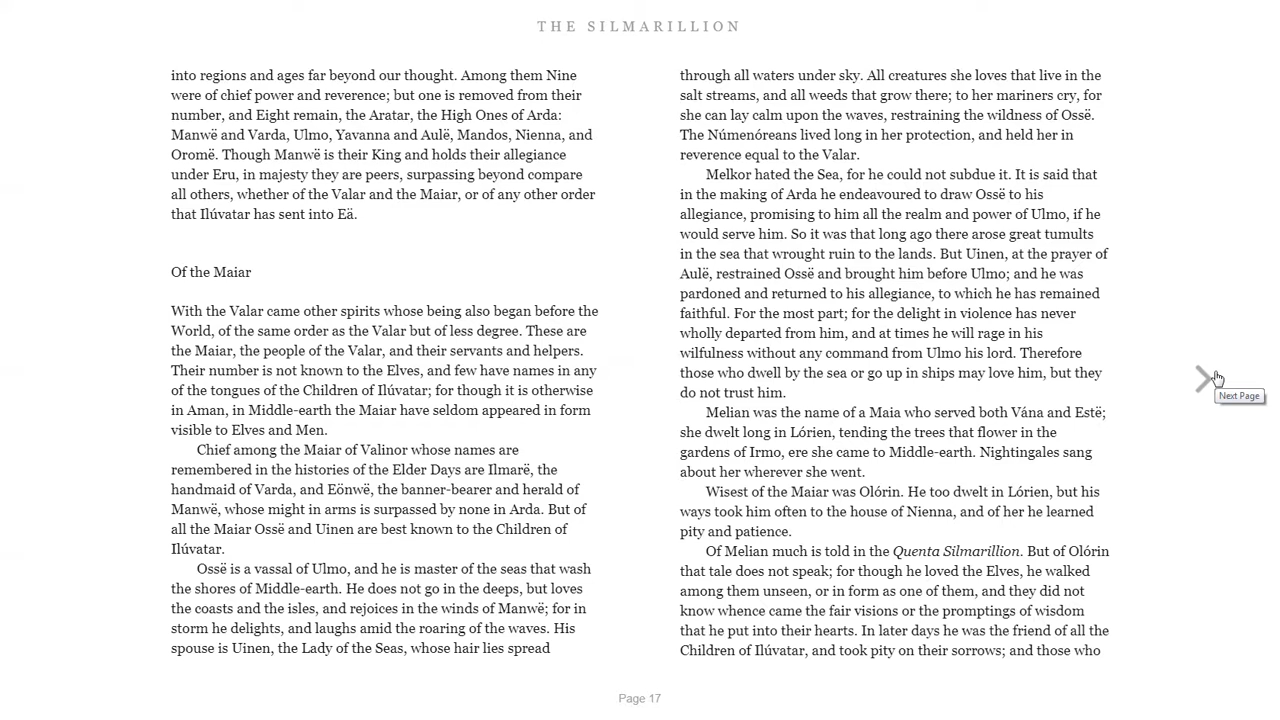 THE SILMARILLION
into regions and ages far beyond our thought. Among them Nine
were of chief power and reverence; but one is removed from their
number, and Eight remain, the Aratar, the High Ones of Arda:
Manwë and Varda, Ulmo, Yavanna and Aulë, Mandos, Nienna, and
Oromë. Though Manwë is their King and holds their allegiance
under Eru, in majesty they are peers, surpassing beyond compare
all others, whether of the Valar and the Maiar, or of any other order
that Ilúvatar has sent into Eä.
Of the Maiar
With the Valar came other spirits whose being also began before the
World, of the same order as the Valar but of less degree. These are
the Maiar, the people of the Valar, and their servants and helpers.
Their number is not known to the Elves, and few have names in any
of the tongues of the Children of Ilúvatar; for though it is otherwise
in Aman, in Middle-earth the Maiar have seldom appeared in form
visible to Elves and Men.
Chief among the Maiar of Valinor whose names are
remembered in the histories of the Elder Days are Ilmarë, the
handmaid of Varda, and Eönwë, the banner-bearer and herald of
Manwë, whose might in arms is surpassed by none in Arda. But of
all the Maiar Ossë and Uinen are best known to the Children of
Ilúvatar.
Ossë is a vassal of Ulmo, and he is master of the seas that wash
the shores of Middle-earth. He does not go in the deeps, but loves
the coasts and the isles, and rejoices in the winds of Manwë; for in
storm he delights, and laughs amid the roaring of the waves. His
spouse is Uinen, the Lady of the Seas, whose hair lies spread
through all waters under sky. All creatures she loves that live in the
salt streams, and all weeds that grow there; to her mariners cry, for
she can lay calm upon the waves, restraining the wildness of Ossë.
The Númenóreans lived long in her protection, and held her in
reverence equal to the Valar.
Melkor hated the Sea, for he could not subdue it. It is said that
in the making of Arda he endeavoured to draw Ossë to his
allegiance, promising to him all the realm and power of Ulmo, if he
would serve him. So it was that long ago there arose great tumults
in the sea that wrought ruin to the lands. But Uinen, at the prayer of
Aulë, restrained Ossë and brought him before Ulmo; and he was
pardoned and returned to his allegiance, to which he has remained
faithful. For the most part; for the delight in violence has never
wholly departed from him, and at times he will rage in his
wilfulness without any command from Ulmo his lord. Therefore
those who dwell by the sea or go up in ships may love him, but they
do not trust him.
Melian was the name of a Maia who served both Vána and Estë;
she dwelt long in Lórien, tending the trees that flower in the
gardens of Irmo, ere she came to Middle-earth. Nightingales sang
about her wherever she went.
Wisest of the Maiar was Olórin. He too dwelt in Lórien, but his
ways took him often to the house of Nienna, and of her he learned
pity and patience.
Of Melian much is told in the Quenta Silmarillion. But of Olórin
that tale does not speak; for though he loved the Elves, he walked
among them unseen, or in form as one of them, and they did not
know whence came the fair visions or the promptings of wisdom
that he put into their hearts. In later days he was the friend of all the
Children of Ilúvatar, and took pity on their sorrows; and those who
Next Page
Page 17